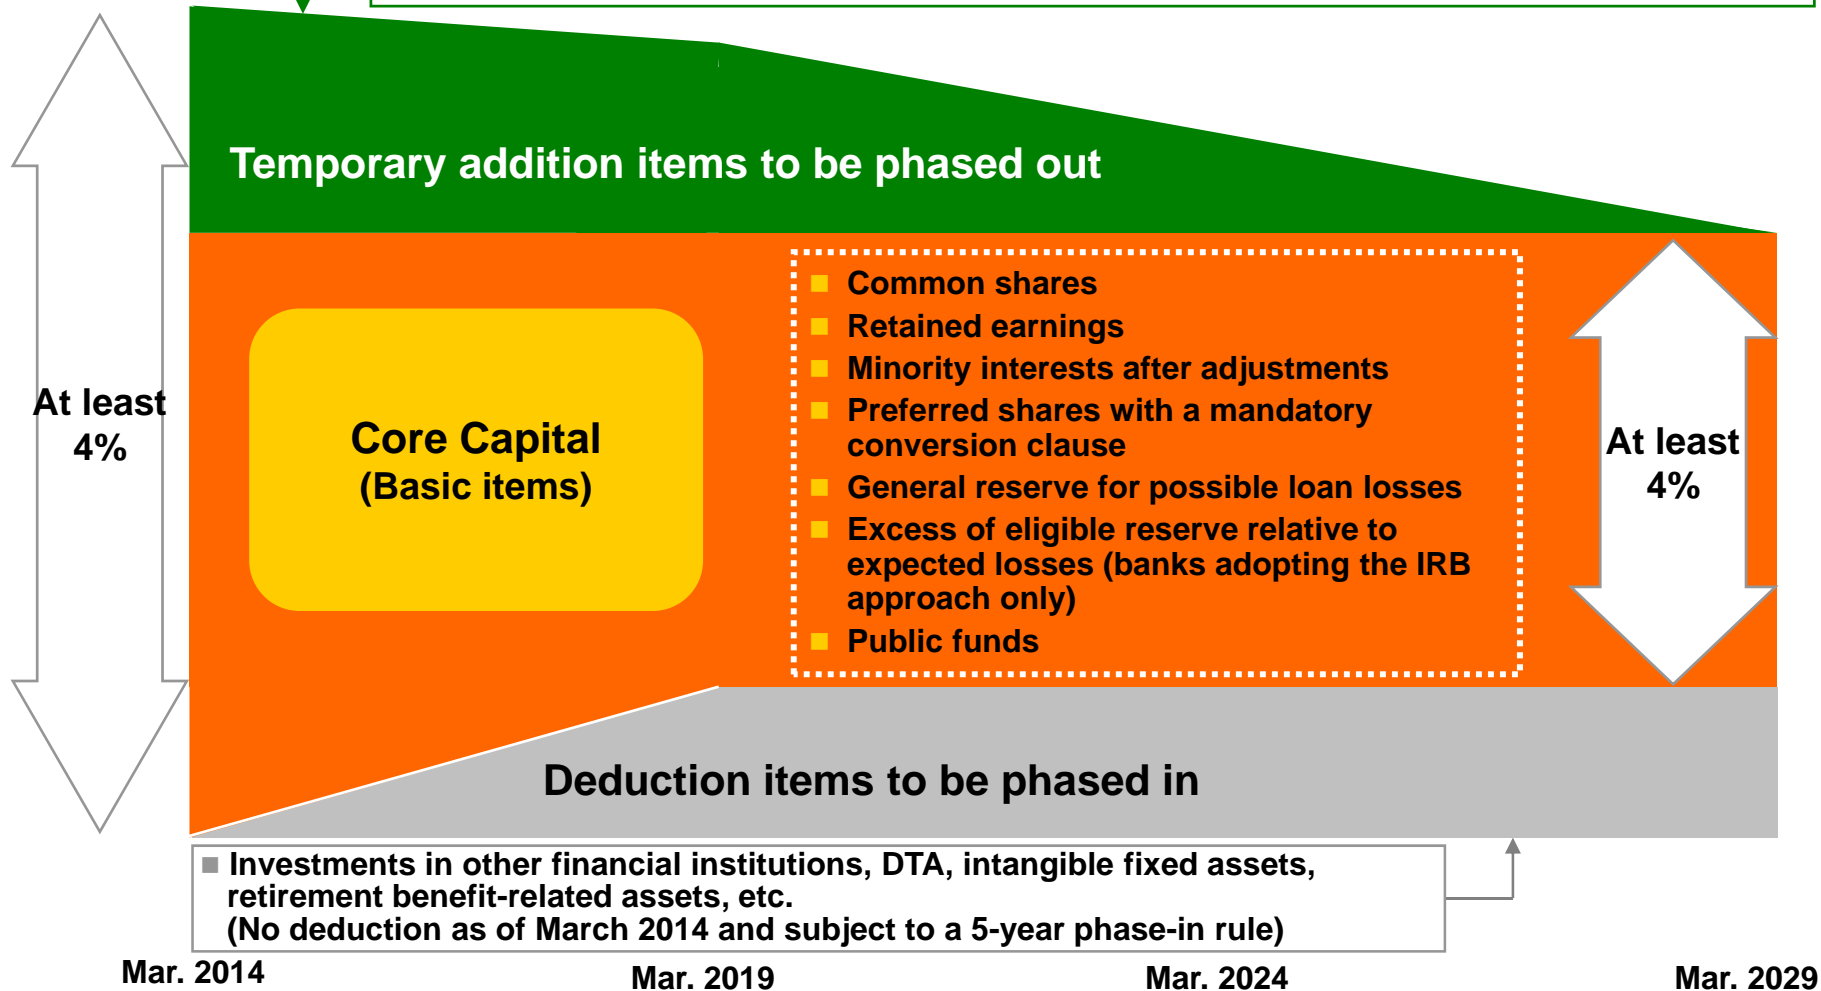 Temporary addition items to be phased out
Common shares
Retained earnings
Minority interests after adjustments
Preferred shares with a mandatory
conversion clause
General reserve for possible loan losses
Excess of eligible reserve relative to
expected losses (banks adopting the IRB
approach only)
Public funds
At least
4%
Core Capital
(Basic items)
At least
4%
Deduction items to be phased in
Investments in other financial institutions, DTA, intangible fixed assets,
retirement benefit-related assets, etc.
(No deduction as of March 2014 and subject to a 5-year phase-in rule)
Mar. 2014
Mar. 2019
Mar. 2024
Mar. 2029